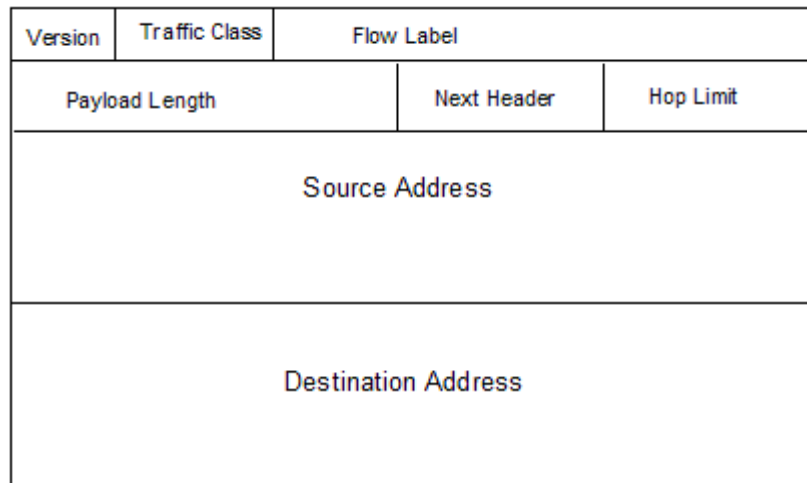 Version Traffic Class Flow Label
Payload Length Next Header Hop Limit
Source Address
Destination Address